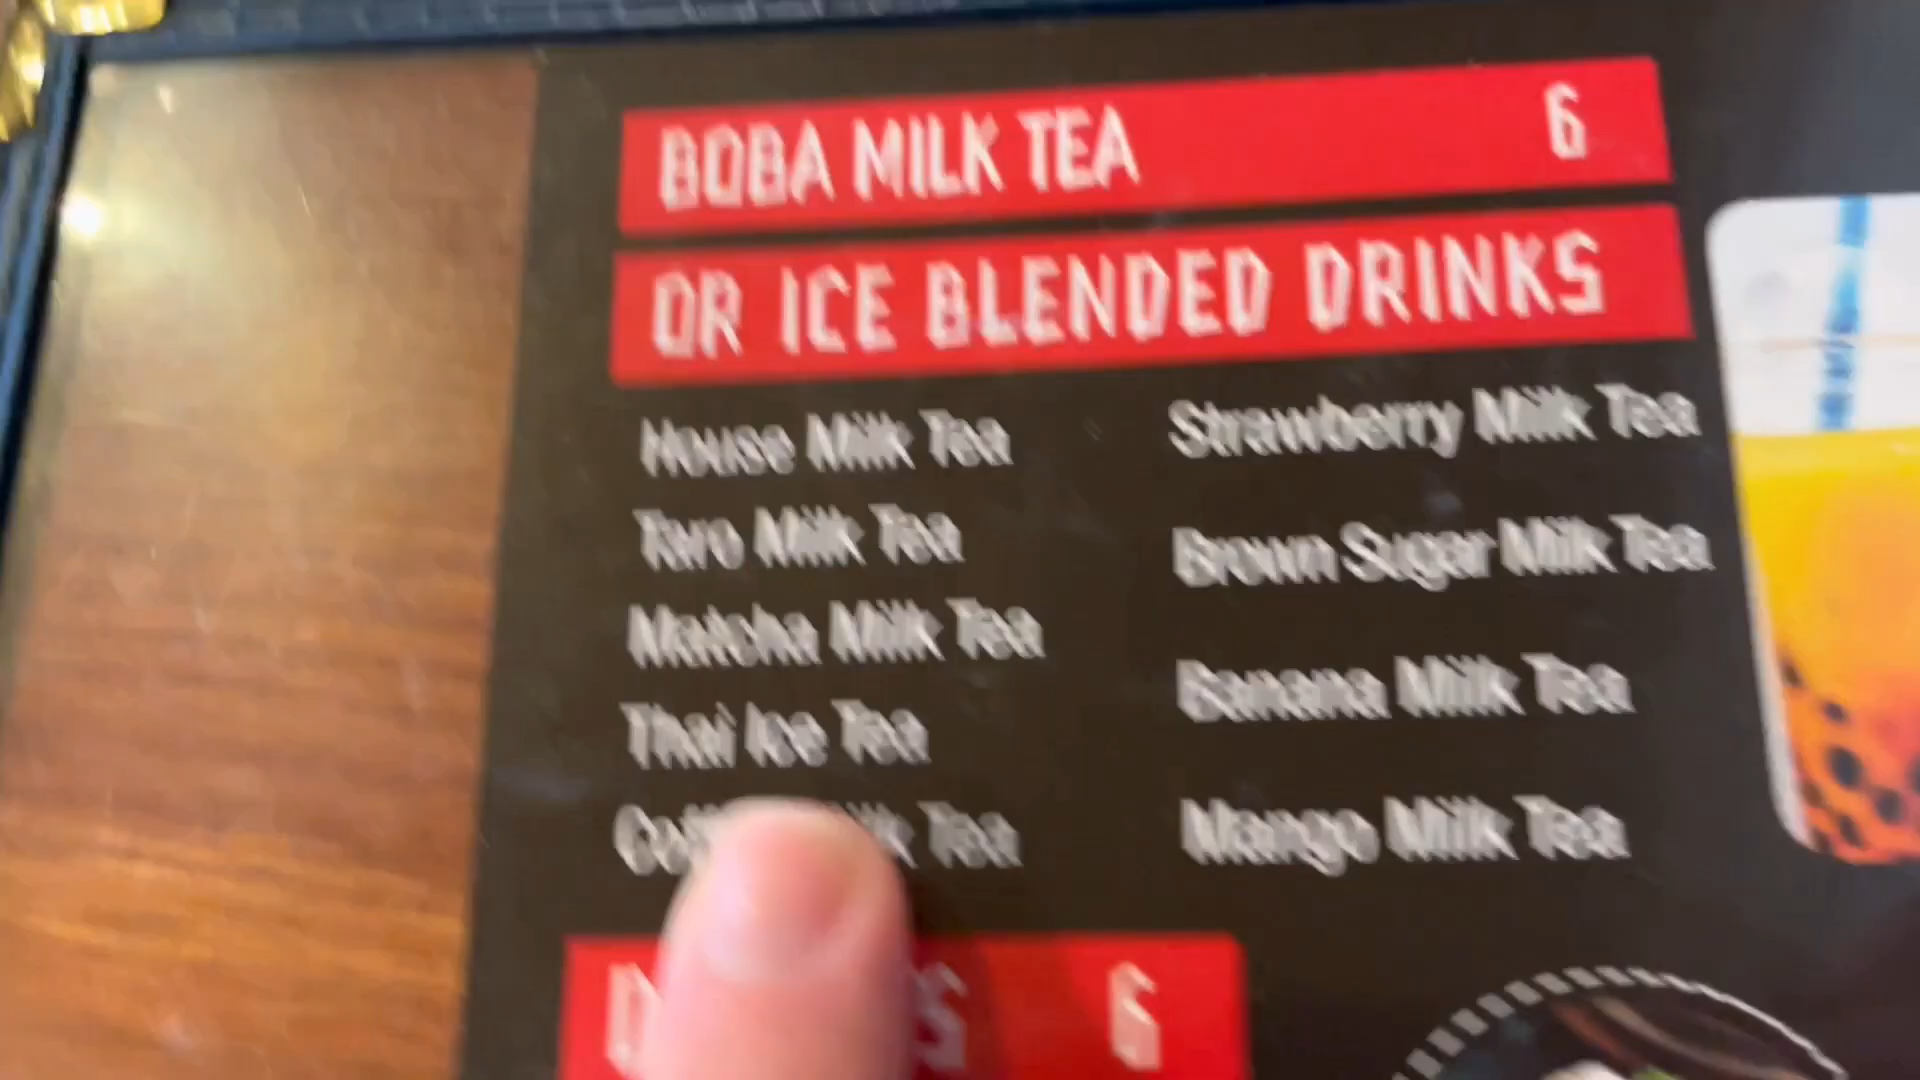 BOBA MILK TEA 6
OR ICE BLENDED DRINKS
House Milk Tea
Taro Milk Tea
Matcha Milk Tea
Thai Ice Tea
Tea
Strawberry Milk Tea
Brown Sugar Milk Tea
Banana Milk Tea
Mango Milk Tea
6